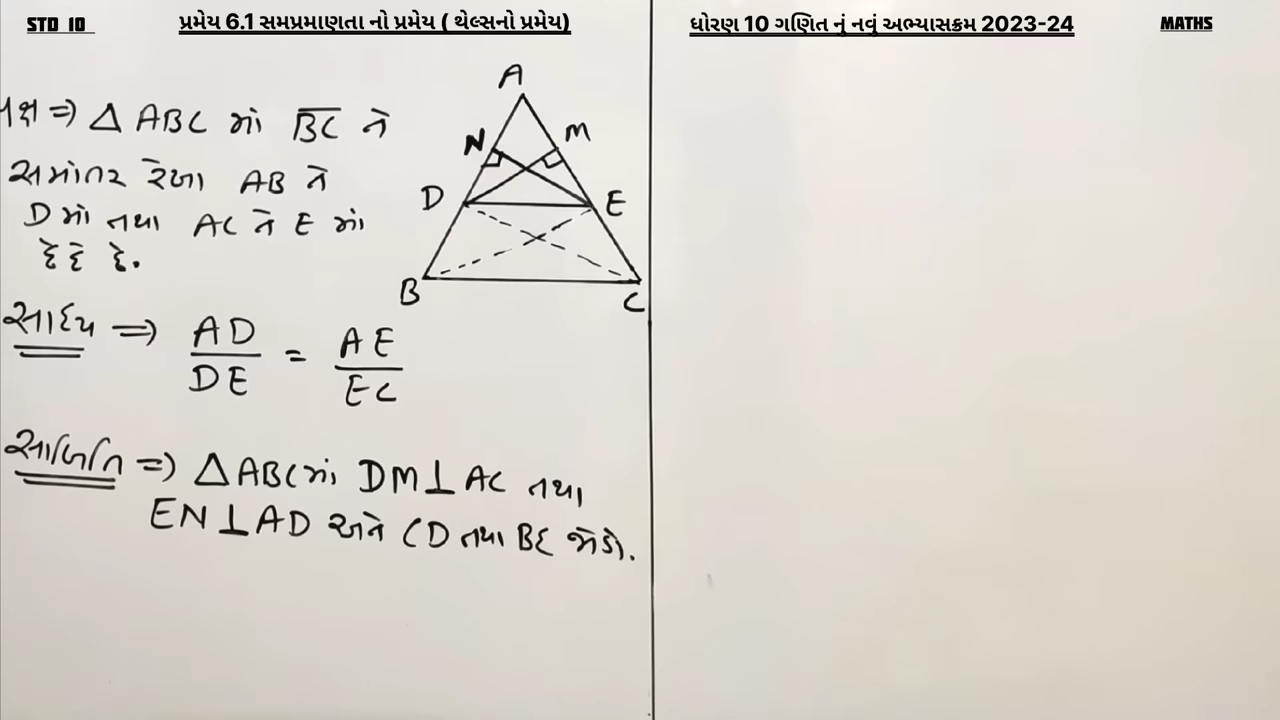 STD 10
પ્રમેય 6.1 સમપ્રમાણતા નો પ્રમેય ( થેલ્સનો પ્રમેય)
ધોરણ 10 ગણિત નું નવું અભ્યાસક્રમ 2023-24
MATHS
પક્ષ ⇒ △ ABC માં \overline{BC} ને
સમાંતર રેખા AB ને
D માં તથા AC ને E માં
છેદે છે.
સાધ્ય ⇒ AD/DE = AE/EC
સાબિતિ ⇒ △ABC માં DM⊥AC તથા
EN⊥AD અને CD તથા BE જોડો.
A
N M
D E
B C